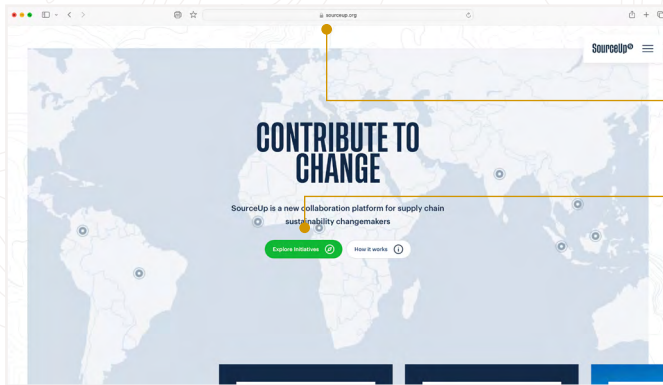 sourceup.org
SourceUp
CONTRIBUTE TO
CHANGE
SourceUp is a new collaboration platform for supply chain
sustainability changemakers
Explore Initiatives
How it works